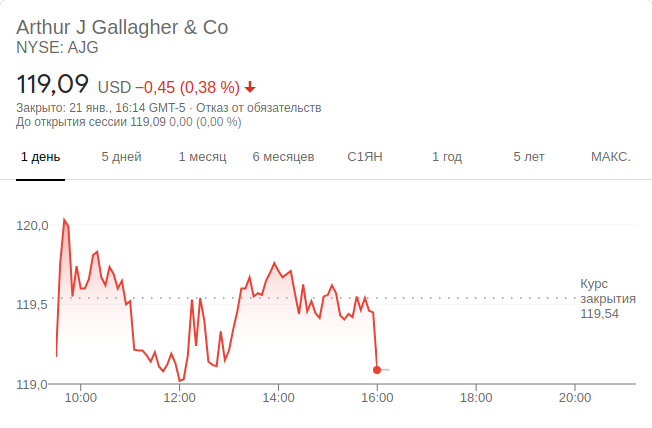 Arthur J Gallagher & Co
NYSE: AJG
119,09 USD −0,45 (0,38 %)
Закрыто: 21 янв., 16:14 GMT-5 · Отказ от обязательств
До открытия сессии 119,09 0,00 (0,00 %)
1 день 5 дней 1 месяц 6 месяцев С1ЯН 1 год 5 лет МАКС.
120,0
119,5
119,0
Курс
закрытия
119,54
10:00 12:00 14:00 16:00 18:00 20:00